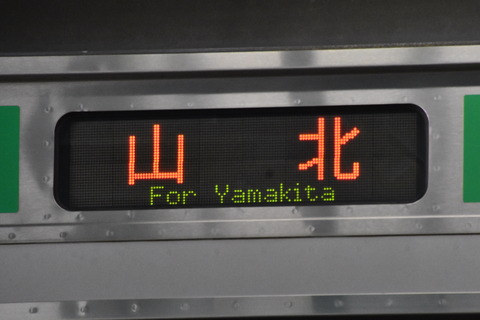 山北
For Yamakita